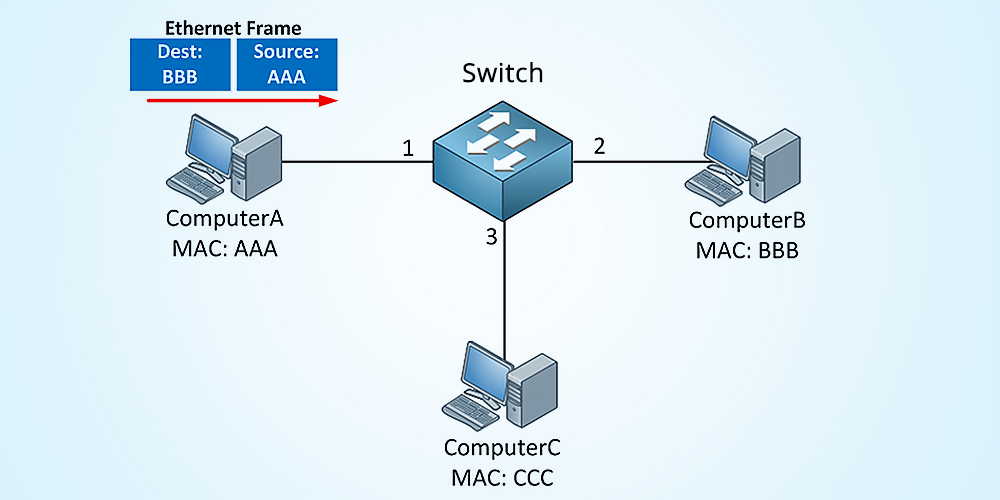 Ethernet Frame
Dest:
BBB
Source:
AAA
Switch
1
2
3
ComputerA
MAC: AAA
ComputerB
MAC: BBB
ComputerC
MAC: CCC